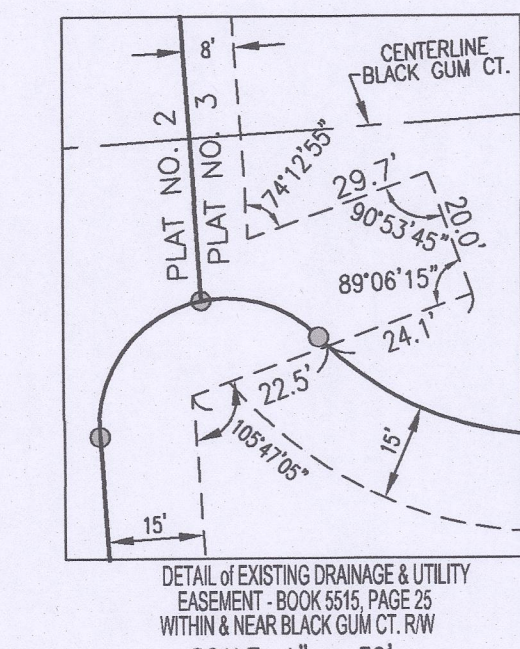 8'
CENTERLINE
BLACK GUM CT.
PLAT NO. 2
PLAT NO. 3
74°12'55"
29.7'
90°53'45"
20.0'
89°06'15"
24.1'
22.5'
105°47'05"
15'
15'
DETAIL of EXISTING DRAINAGE & UTILITY
EASEMENT - BOOK 5515, PAGE 25
WITHIN & NEAR BLACK GUM CT. R/W